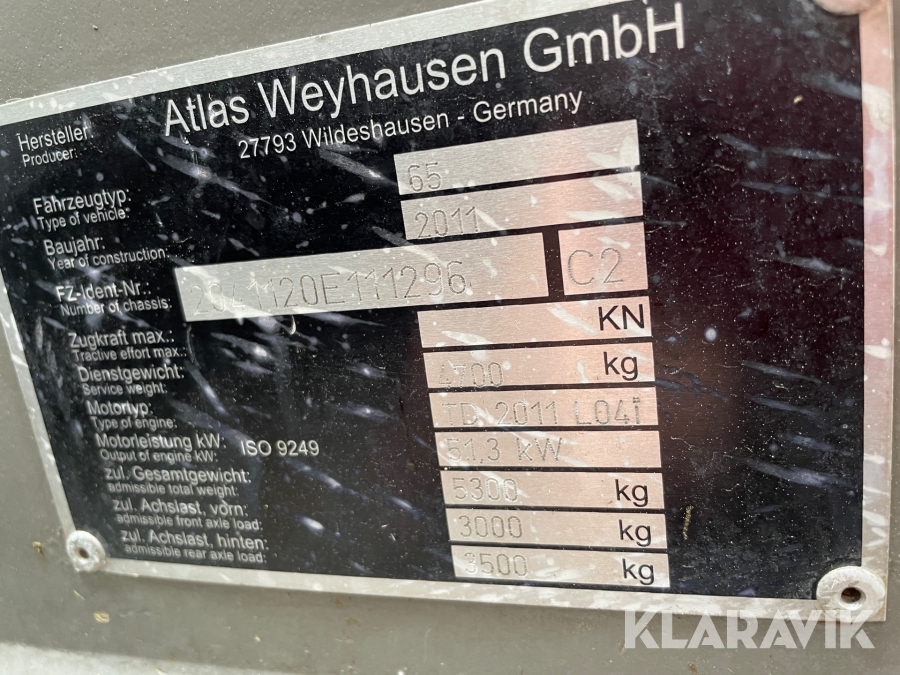 Atlas Weyhausen GmbH
27793 Wildeshausen - Germany
Hersteller:
Producer:
Fahrzeugtyp: 65
Type of vehicle:
Baujahr: 2011
Year of construction:
FZ-Ident-Nr.: 2041120E111296 C2
Number of chassis:
Zugkraft max.: KN
Tractive effort max.:
Dienstgewicht: 4700 kg
Service weight:
Motortyp: TD 2011 L04i
Type of engine:
Motorleistung kW: ISO 9249 51,3 kW
Output of engine kW:
zul. Gesamtgewicht: 5300 kg
admissible total weight:
zul. Achslast, vorn: 3000 kg
admissible front axle load:
zul. Achslast, hinten: 3500 kg
admissible rear axle load:
KLARAVIK